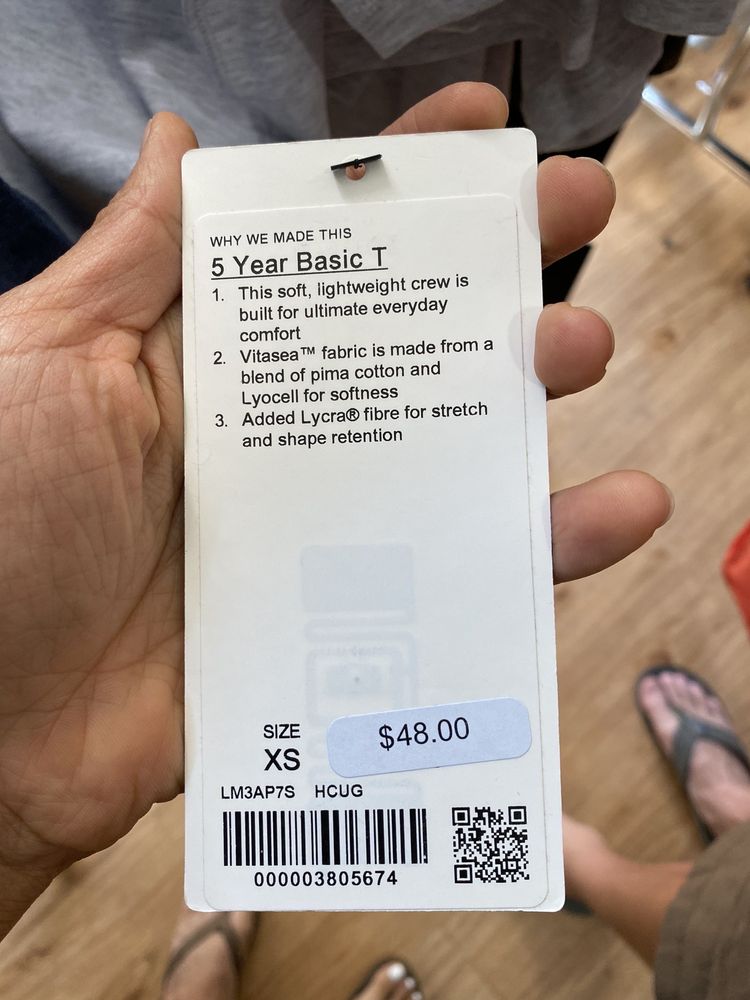 WHY WE MADE THIS
5 Year Basic T
1. This soft, lightweight crew is
built for ultimate everyday
comfort
2. Vitasea™ fabric is made from a
blend of pima cotton and
Lyocell for softness
3. Added Lycra® fibre for stretch
and shape retention
SIZE
XS
$48.00
LM3AP7S HCUG
000003805674